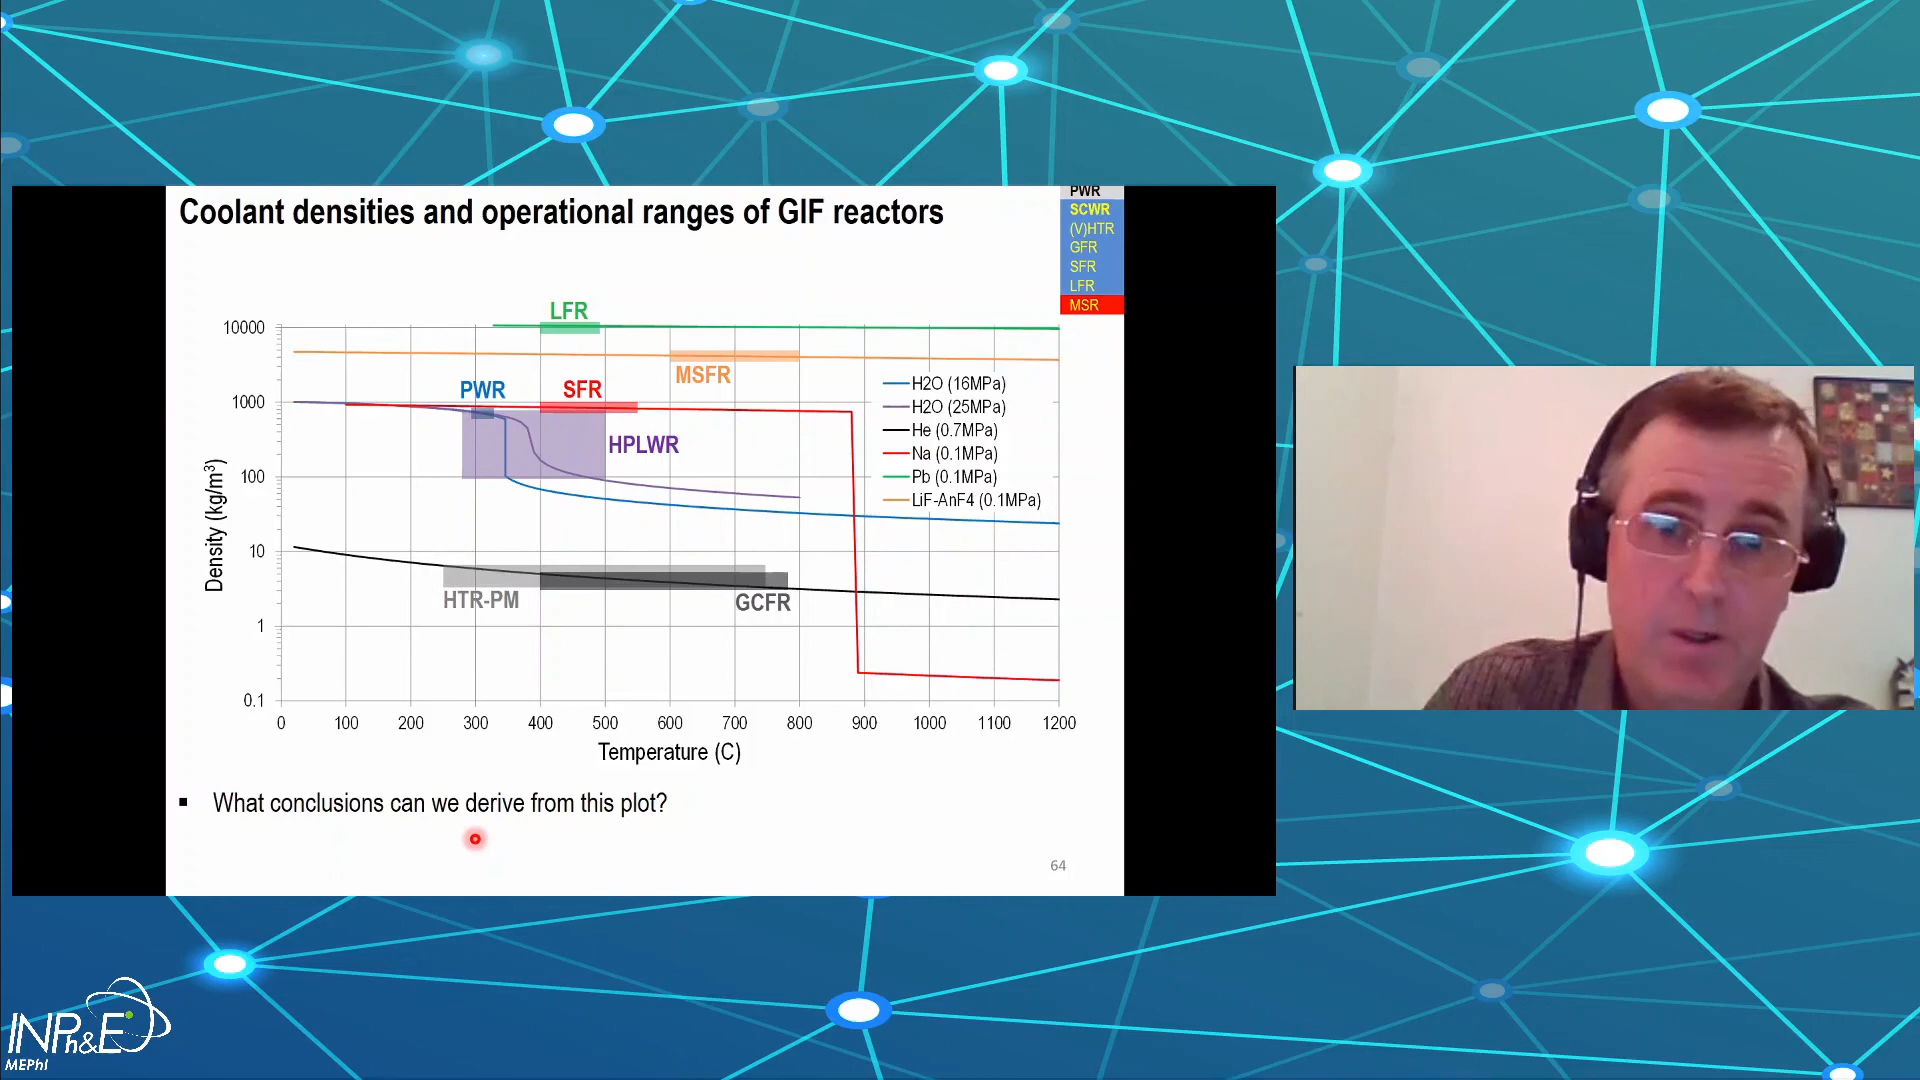 Coolant densities and operational ranges of GIF reactors
PWR
SCWR
(V)HTR
GFR
SFR
LFR
MSR
LFR
MSFR
PWR
SFR
HPLWR
HTR-PM
GCFR
H2O (16MPa)
H2O (25MPa)
He (0.7MPa)
Na (0.1MPa)
Pb (0.1MPa)
LiF-AnF4 (0.1MPa)
Density (kg/m³)
10000
1000
100
10
1
0.1
0 100 200 300 400 500 600 700 800 900 1000 1100 1200
Temperature (C)
▪ What conclusions can we derive from this plot?
64
INPh&E
MEPhI